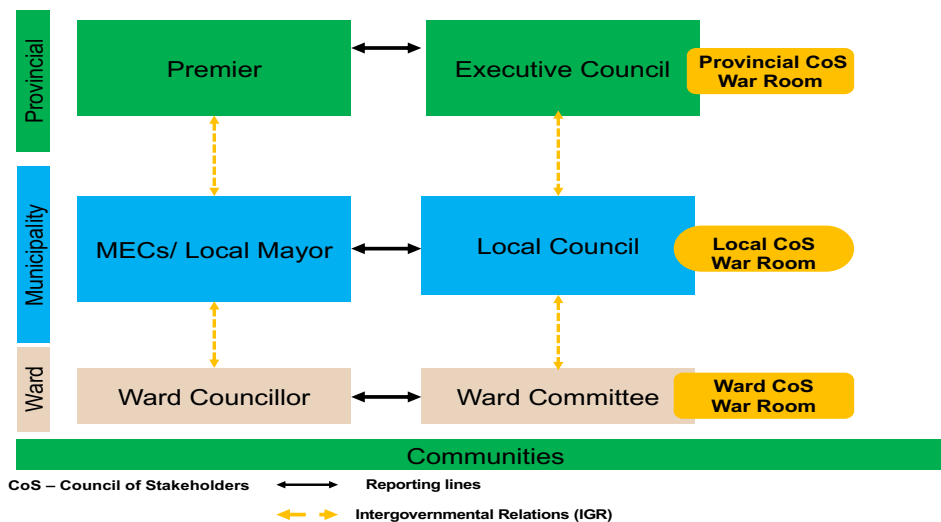 Provincial
Premier
Executive Council
Provincial CoS
War Room
Municipality
MECs/ Local Mayor
Local Council
Local CoS
War Room
Ward
Ward Councillor
Ward Committee
Ward CoS
War Room
Communities
CoS – Council of Stakeholders
Reporting lines
Intergovernmental Relations (IGR)